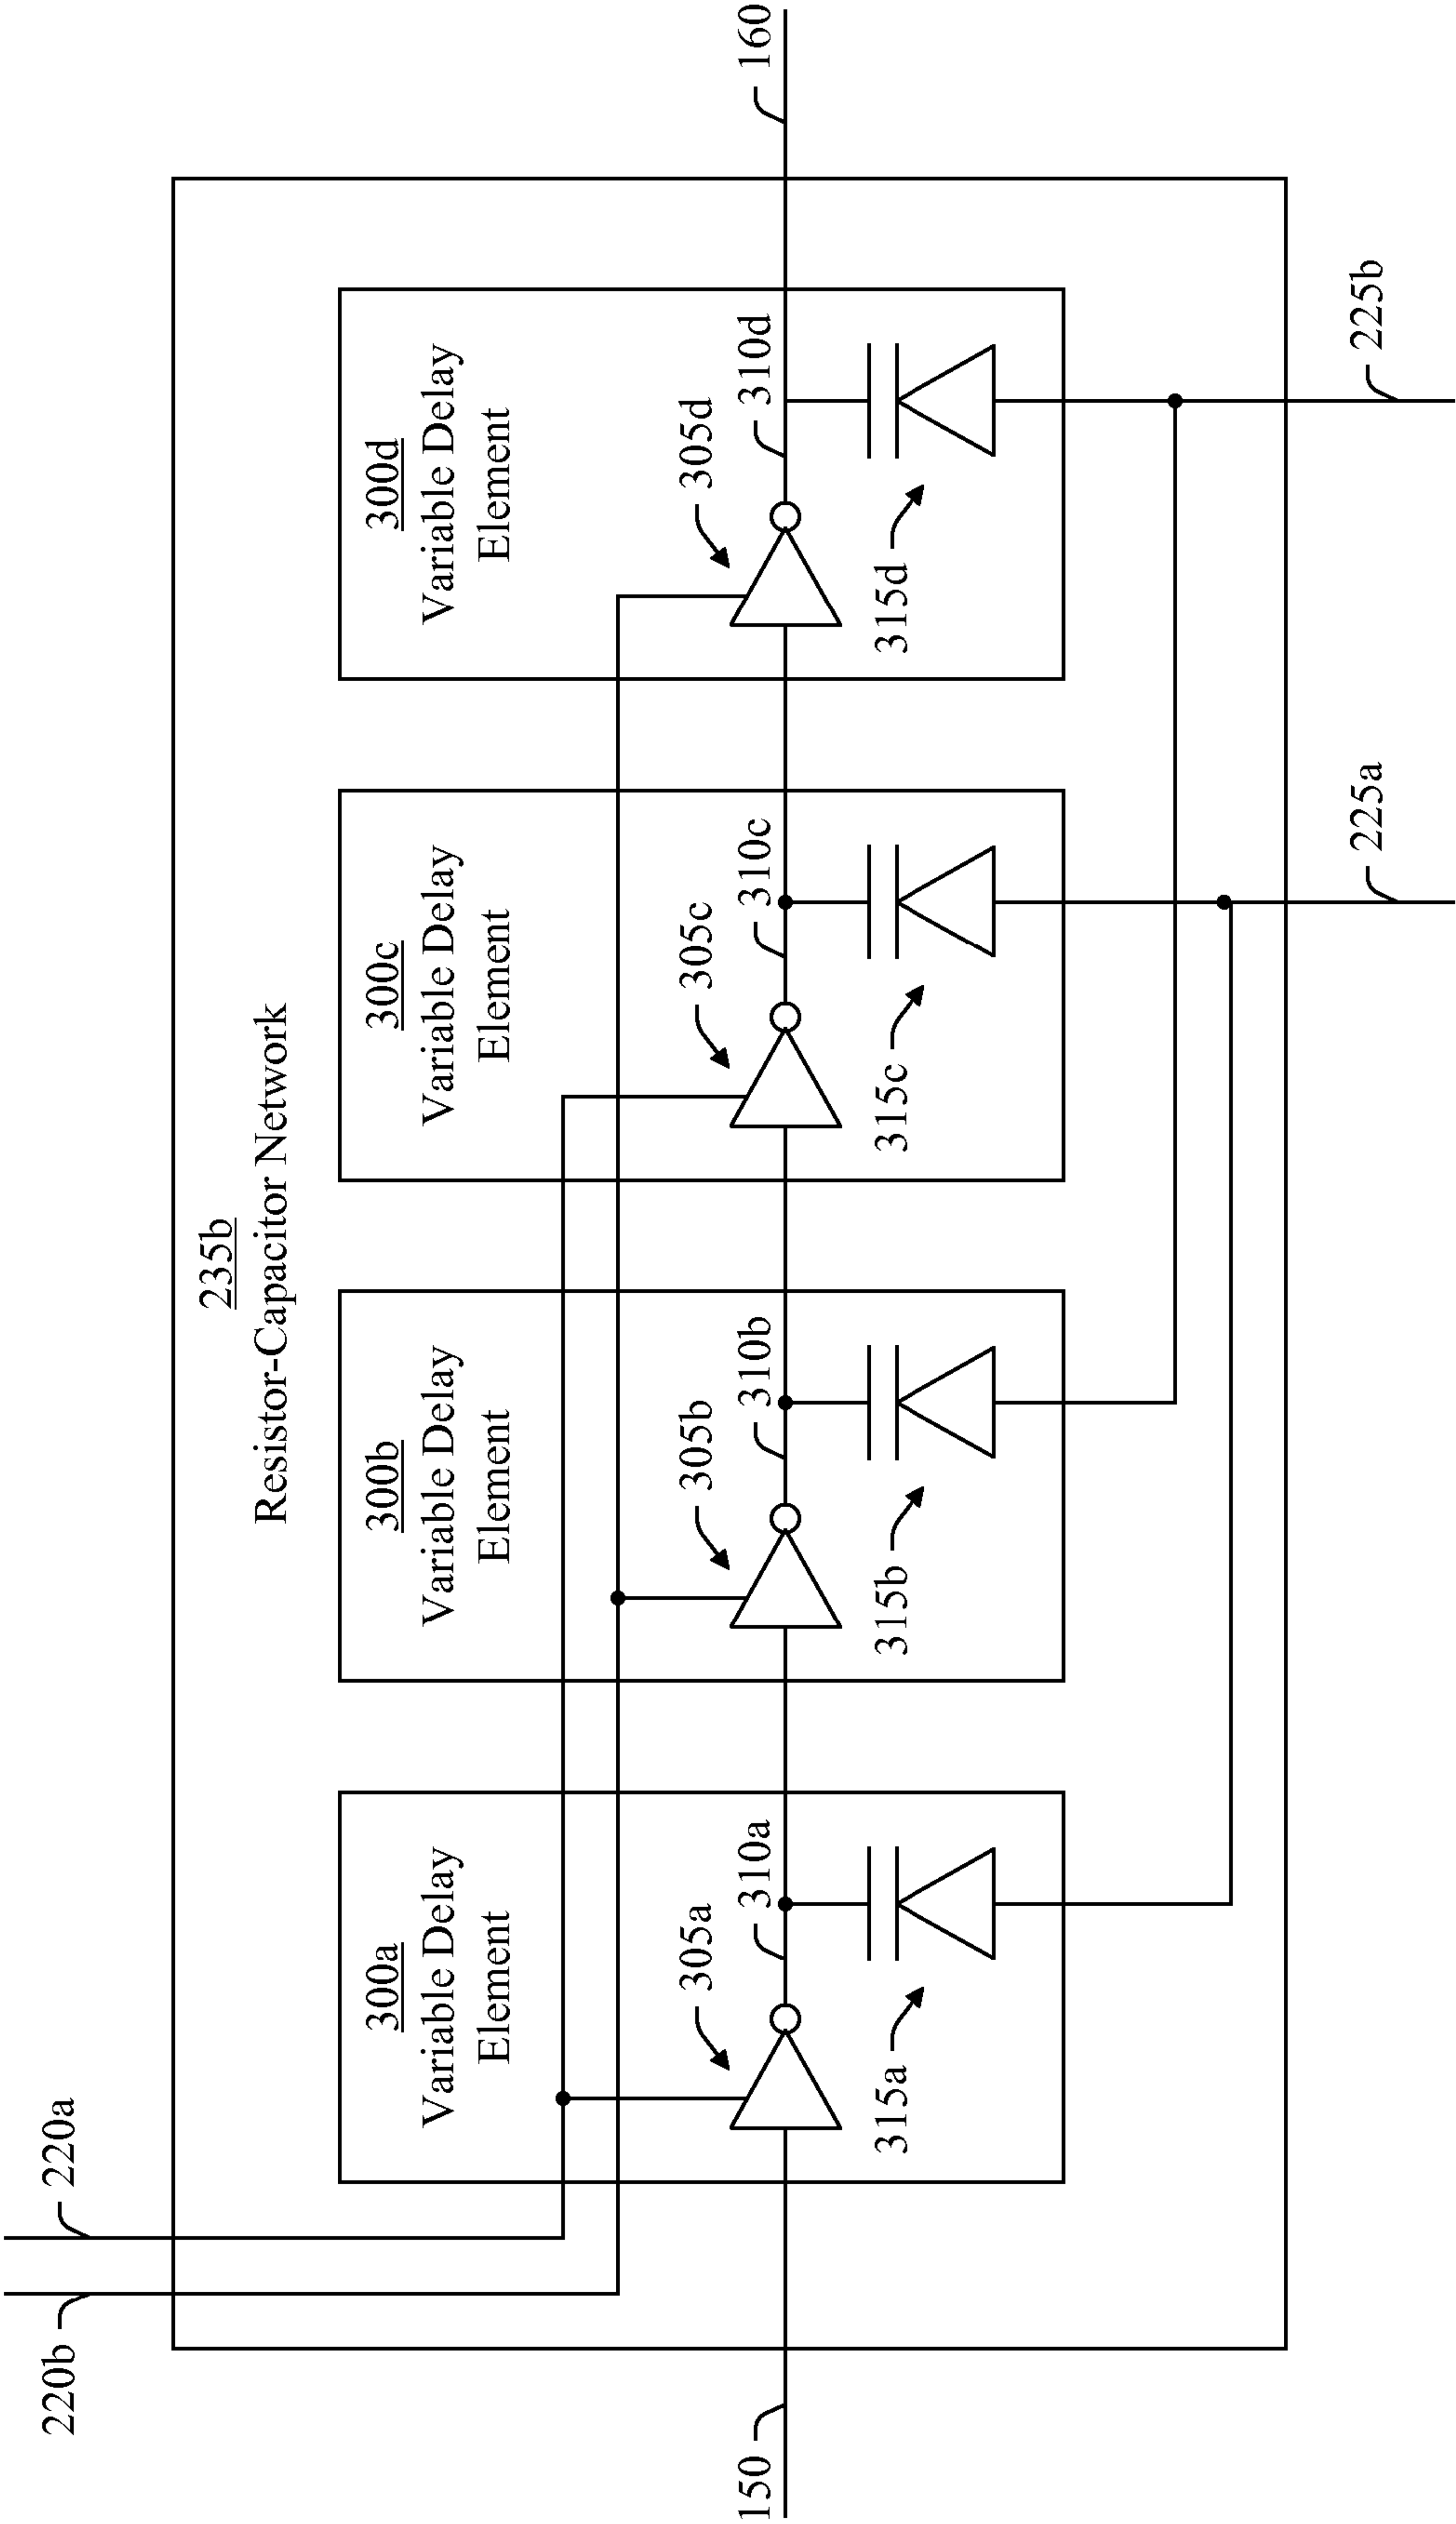 220b
220a
235b
Resistor-Capacitor Network
300a
Variable Delay
Element
300b
Variable Delay
Element
300c
Variable Delay
Element
300d
Variable Delay
Element
305a
305b
305c
305d
150
310a
310b
310c
310d
160
315a
315b
315c
315d
225a
225b